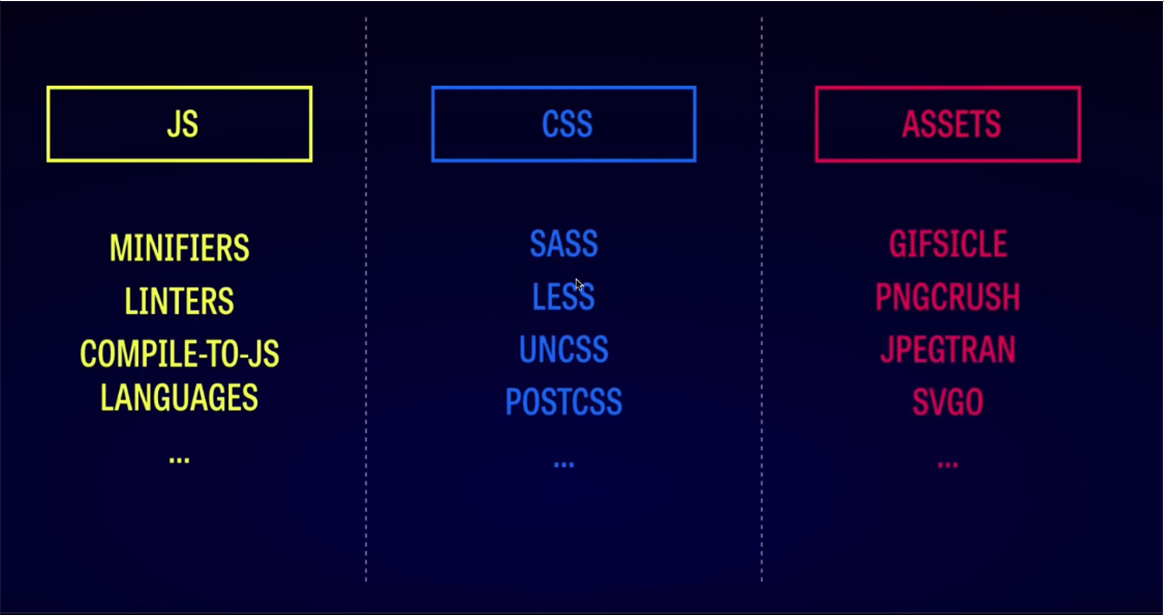 JS
MINIFIERS
LINTERS
COMPILE-TO-JS
LANGUAGES
...
CSS
SASS
LESS
UNCSS
POSTCSS
...
ASSETS
GIFSICLE
PNGCRUSH
JPEGTRAN
SVGO
...